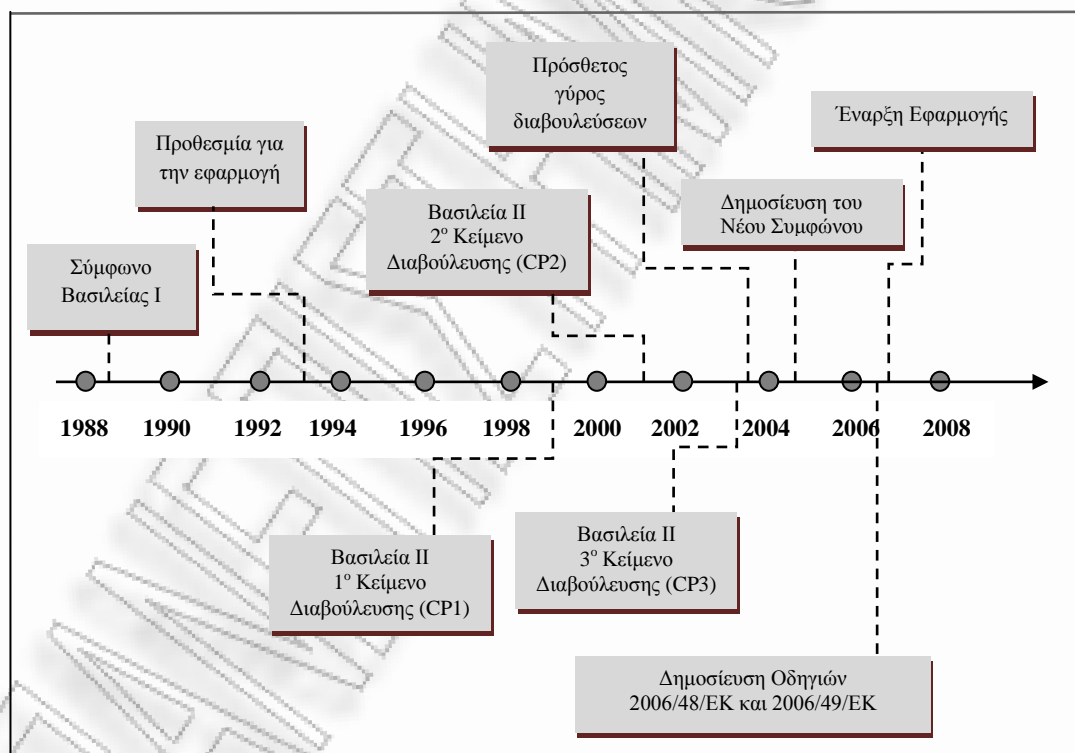 Πρόσθετος
γύρος
διαβουλεύσεων
Έναρξη Εφαρμογής
Προθεσμία για
την εφαρμογή
Βασιλεία ΙΙ
2ο Κείμενο
Διαβούλευσης (CP2)
Δημοσίευση του
Νέου Συμφώνου
Σύμφωνο
Βασιλείας Ι
1988 1990 1992 1994 1996 1998 2000 2002 2004 2006 2008
Βασιλεία ΙΙ
1ο Κείμενο
Διαβούλευσης (CP1)
Βασιλεία ΙΙ
3ο Κείμενο
Διαβούλευσης (CP3)
Δημοσίευση Οδηγιών
2006/48/ΕΚ και 2006/49/ΕΚ